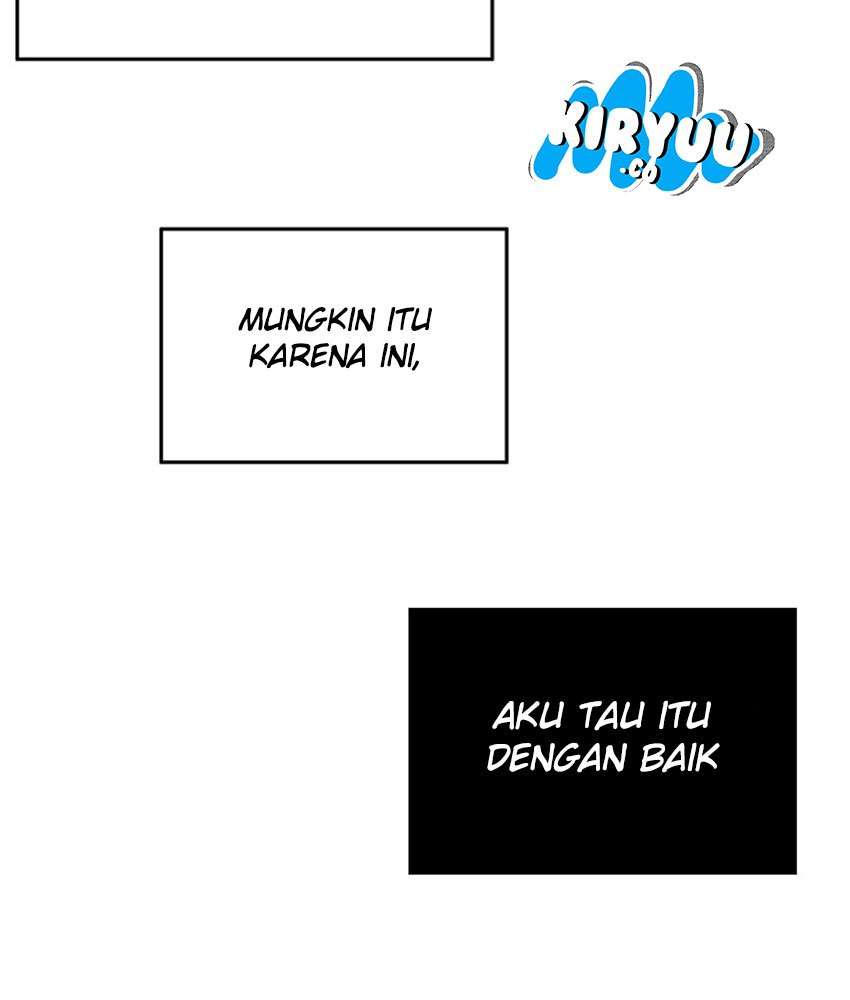 KIRYUU
.CO
MUNGKIN ITU
KARENA INI,
AKU TAU ITU
DENGAN BAIK